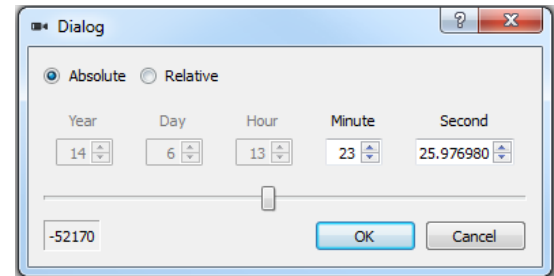 Dialog
Absolute Relative
Year Day Hour Minute Second
14 6 13 23 25.976980
-52170 OK Cancel